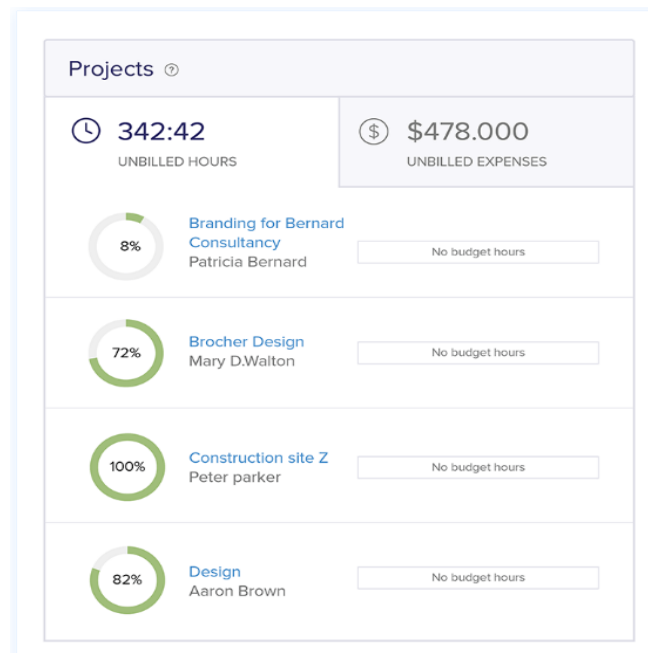 Projects ?
342:42
UNBILLED HOURS
$ $478.000
UNBILLED EXPENSES
8%
Branding for Bernard
Consultancy
Patricia Bernard
No budget hours
72%
Brocher Design
Mary D.Walton
No budget hours
100%
Construction site Z
Peter parker
No budget hours
82%
Design
Aaron Brown
No budget hours